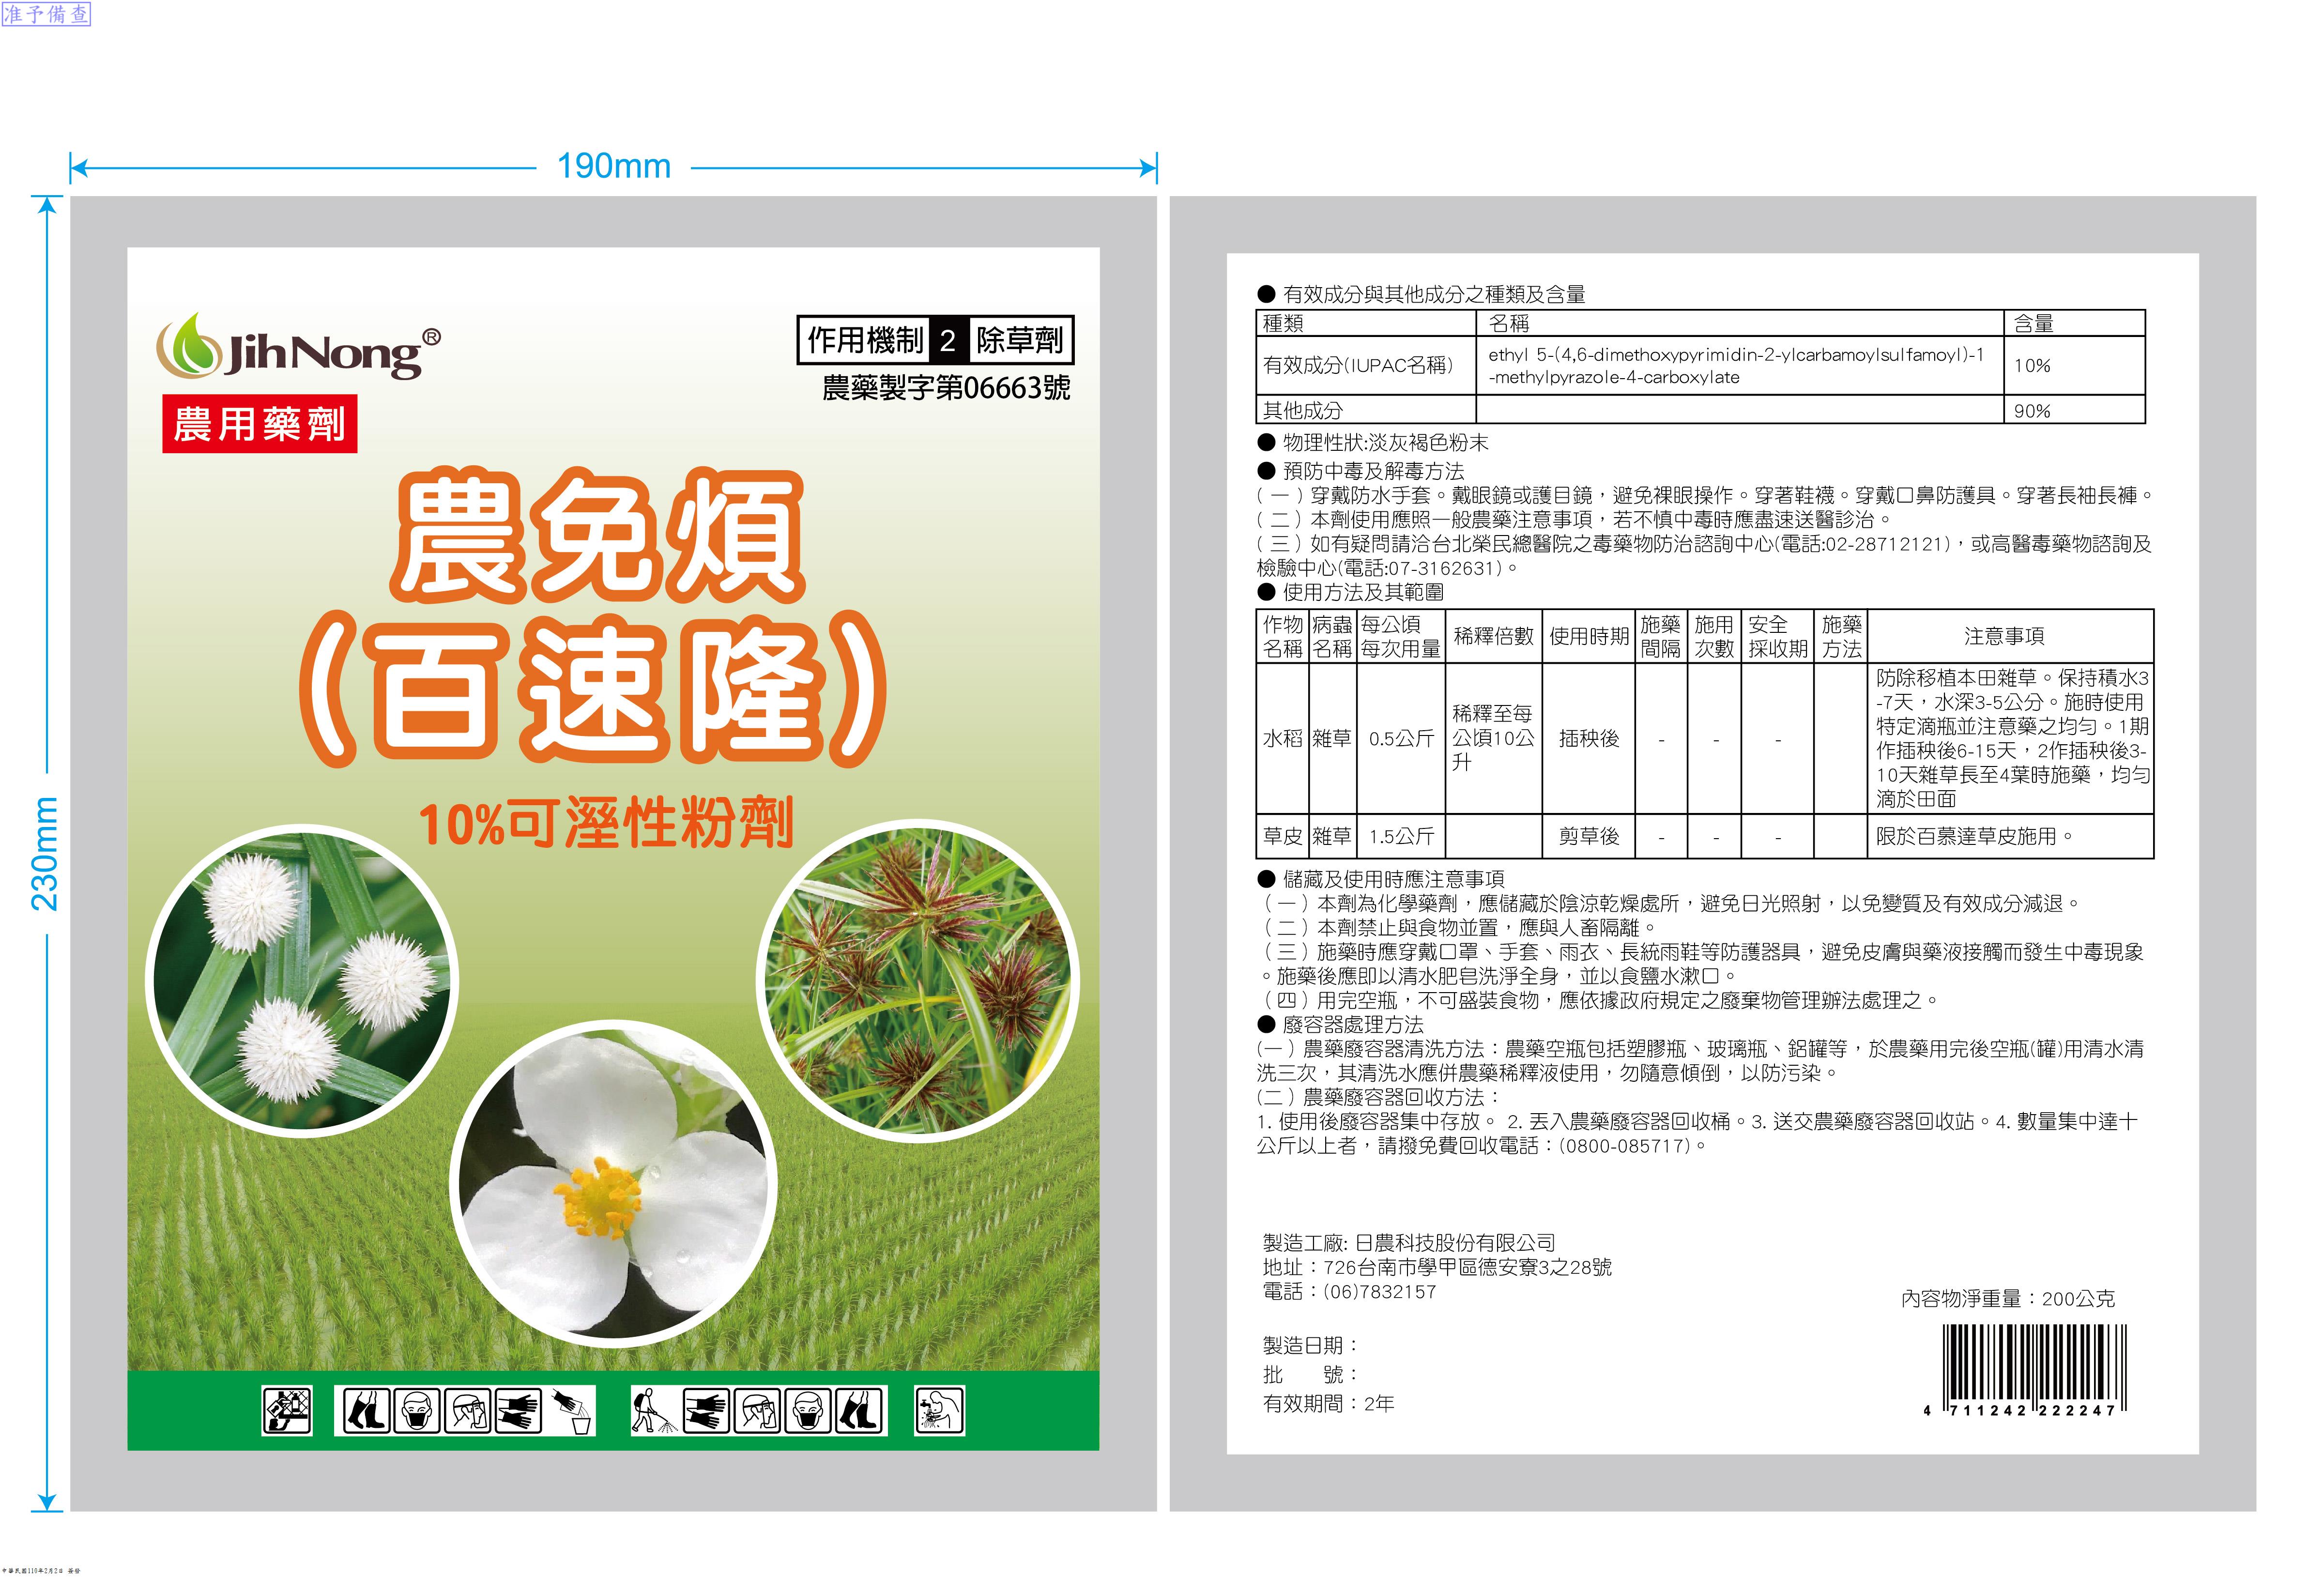 准予備查
190mm
230mm
JihNong®
農用藥劑
作用機制 2 除草劑
農藥製字第06663號
農免煩
(百速隆)
10%可溼性粉劑
● 有效成分與其他成分之種類及含量
種類 名稱 含量
有效成分(IUPAC名稱) ethyl 5-(4,6-dimethoxypyrimidin-2-ylcarbamoylsulfamoyl)-1
-methylpyrazole-4-carboxylate 10%
其他成分 90%
● 物理性狀:淡灰褐色粉末
● 預防中毒及解毒方法
(一)穿戴防水手套。戴眼鏡或護目鏡，避免裸眼操作。穿著鞋襪。穿戴口鼻防護具。穿著長袖長褲。
(二)本劑使用應照一般農藥注意事項，若不慎中毒時應盡速送醫診治。
(三)如有疑問請洽台北榮民總醫院之毒藥物防治諮詢中心(電話:02-28712121)，或高醫毒藥物諮詢及
檢驗中心(電話:07-3162631)。
● 使用方法及其範圍
作物名稱 病蟲名稱 每公頃每次用量 稀釋倍數 使用時期 施藥間隔 施用次數 安全採收期 施藥方法 注意事項
水稻 雜草 0.5公斤 稀釋至每公頃10公升 插秧後 - - - 防除移植本田雜草。保持積水3
-7天，水深3-5公分。施時使用
特定滴瓶並注意藥之均勻。1期
作插秧後6-15天，2作插秧後3-
10天雜草長至4葉時施藥，均勻
滴於田面
草皮 雜草 1.5公斤 剪草後 - - - 限於百慕達草皮施用。
● 儲藏及使用時應注意事項
(一)本劑為化學藥劑，應儲藏於陰涼乾燥處所，避免日光照射，以免變質及有效成分減退。
(二)本劑禁止與食物並置，應與人畜隔離。
(三)施藥時應穿戴口罩、手套、雨衣、長統雨鞋等防護器具，避免皮膚與藥液接觸而發生中毒現象
。施藥後應即以清水肥皂洗淨全身，並以食鹽水漱口。
(四)用完空瓶，不可盛裝食物，應依據政府規定之廢棄物管理辦法處理之。
● 廢容器處理方法
(一)農藥廢容器清洗方法：農藥空瓶包括塑膠瓶、玻璃瓶、鋁罐等，於農藥用完後空瓶(罐)用清水清
洗三次，其清洗水應併農藥稀釋液使用，勿隨意傾倒，以防污染。
(二)農藥廢容器回收方法：
1. 使用後廢容器集中存放。 2. 丟入農藥廢容器回收桶。3. 送交農藥廢容器回收站。4. 數量集中達十
公斤以上者，請撥免費回收電話：(0800-085717)。
製造工廠: 日農科技股份有限公司
地址：726台南市學甲區德安寮3之28號
電話：(06)7832157
內容物淨重量：200公克
製造日期：
批　　號：
有效期間：2年
4 711242 222247
中華民國110年2月2日 簽發